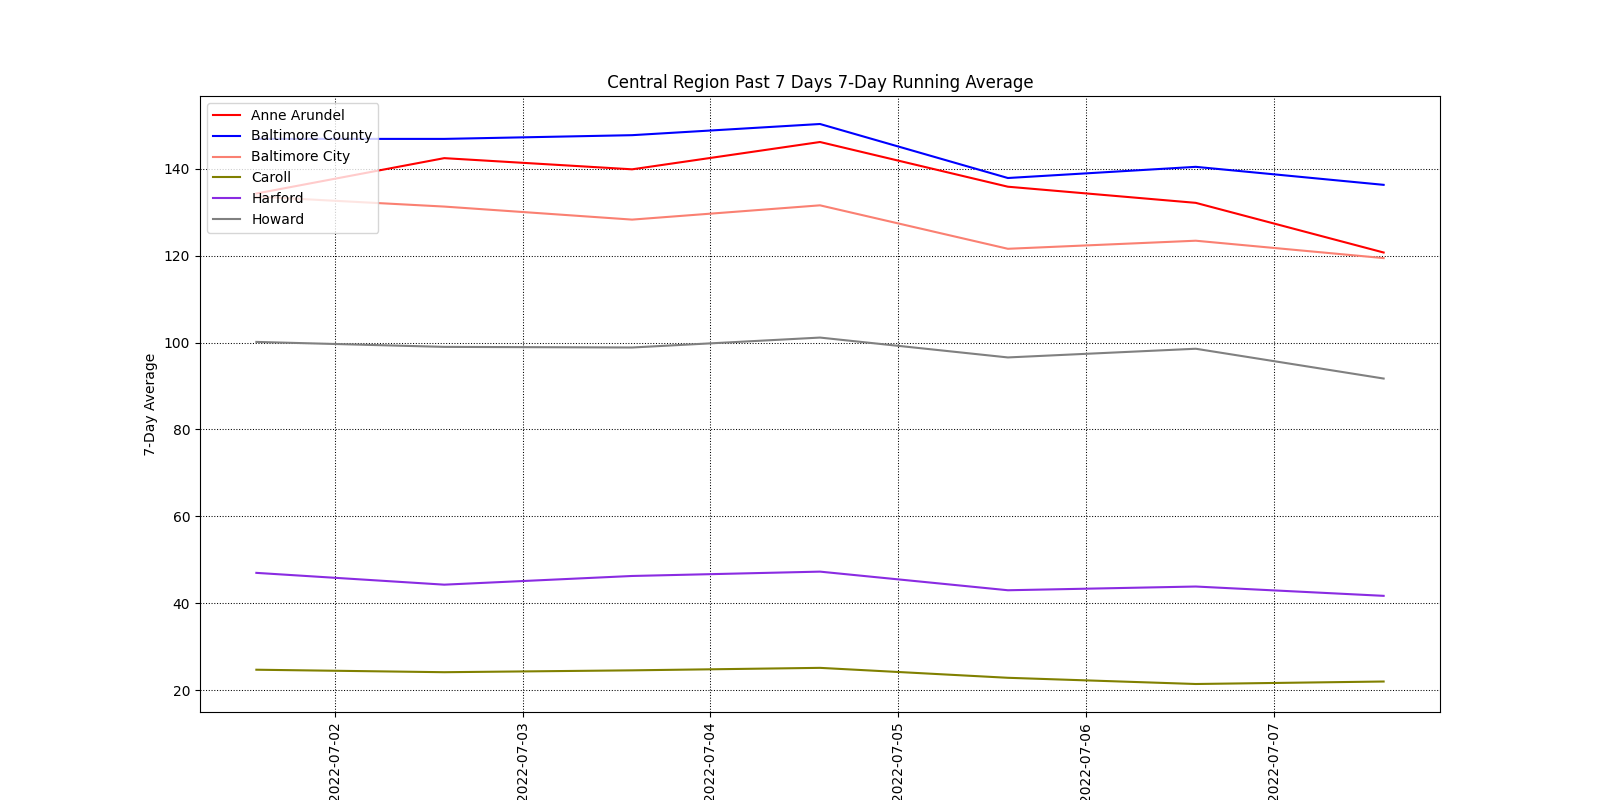 Central Region Past 7 Days 7-Day Running Average
Anne Arundel
Baltimore County
Baltimore City
Caroll
Harford
Howard
7-Day Average
140
120
100
80
60
40
20
2022-07-02
2022-07-03
2022-07-04
2022-07-05
2022-07-06
2022-07-07